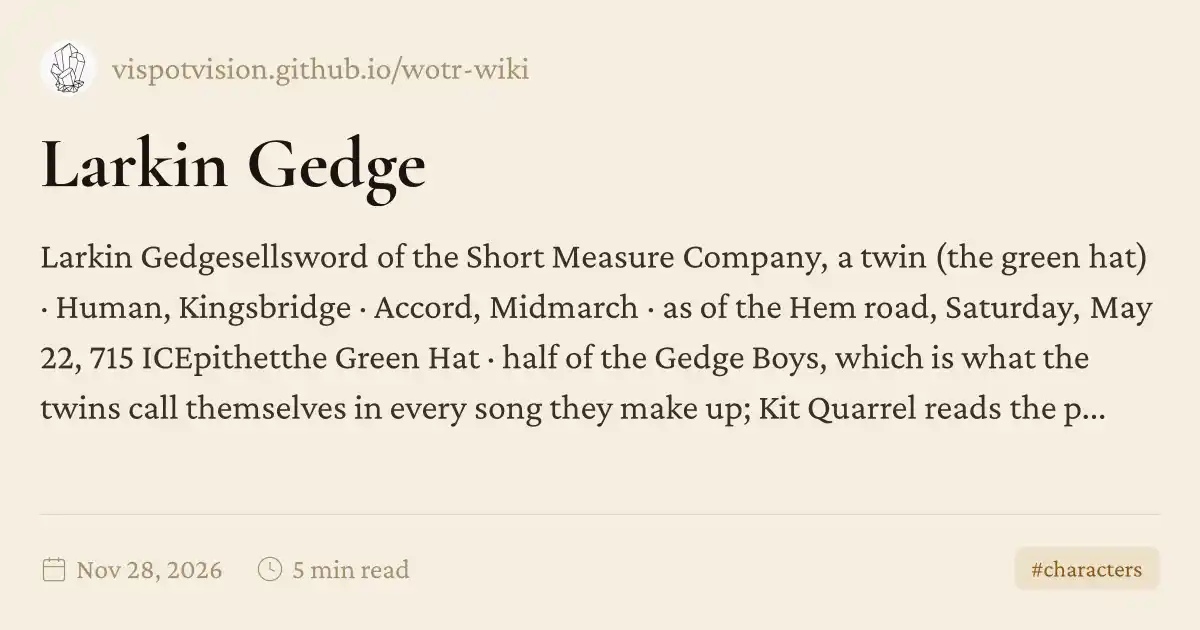 vispotvision.github.io/wotr-wiki
Larkin Gedge
Larkin Gedgesellsword of the Short Measure Company, a twin (the green hat)
· Human, Kingsbridge · Accord, Midmarch · as of the Hem road, Saturday, May
22, 715 ICEpithetthe Green Hat · half of the Gedge Boys, which is what the
twins call themselves in every song they make up; Kit Quarrel reads the p...
Nov 28, 2026
5 min read
#characters